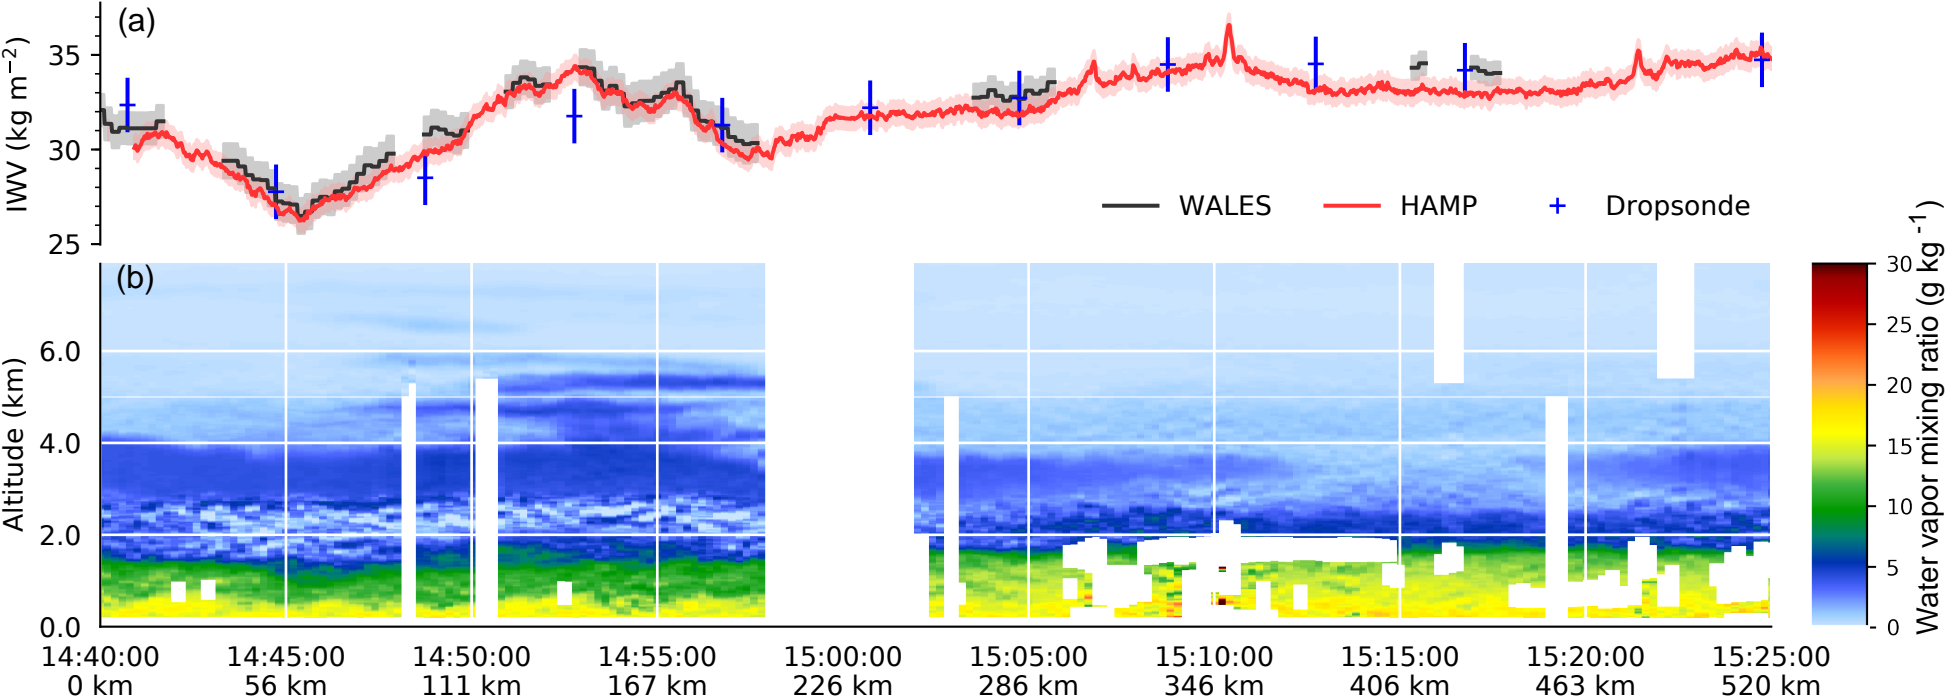 (a)
IWV (kg m−2)
35
30
25
WALES
HAMP
Dropsonde
(b)
Altitude (km)
6.0
4.0
2.0
0.0
30
25
20
15
10
5
0
Water vapor mixing ratio (g kg -1)
14:40:00 14:45:00 14:50:00 14:55:00 15:00:00 15:05:00 15:10:00 15:15:00 15:20:00 15:25:00
0 km 56 km 111 km 167 km 226 km 286 km 346 km 406 km 463 km 520 km